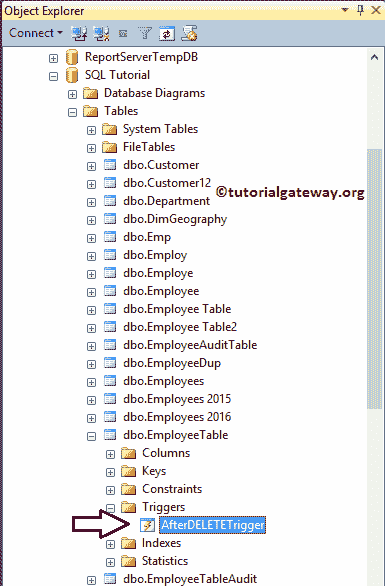 Object Explorer
Connect
ReportServerTempDB
SQL Tutorial
Database Diagrams
Tables
System Tables
FileTables
dbo.Customer
dbo.Customer12
©tutorialgateway.org
dbo.Department
dbo.DimGeography
dbo.Emp
dbo.Employ
dbo.Employe
dbo.Employee
dbo.Employee Table
dbo.Employee Table2
dbo.EmployeeAuditTable
dbo.EmployeeDup
dbo.Employees
dbo.Employees 2015
dbo.Employees 2016
dbo.EmployeeTable
Columns
Keys
Constraints
Triggers
AfterDELETETrigger
Indexes
Statistics
dbo.EmployeeTableAudit